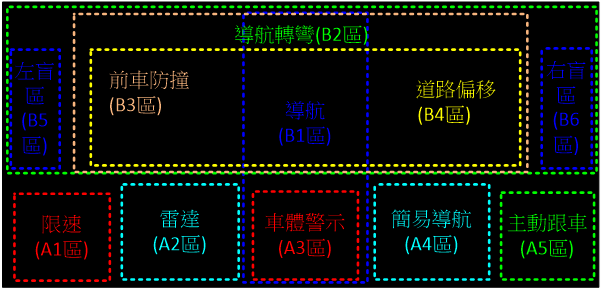 導航轉彎(B2區)
左盲
區
(B5
區)
前車防撞
(B3區)
導航
(B1區)
道路偏移
(B4區)
右盲
區
(B6
區)
限速
(A1區)
雷達
(A2區)
車體警示
(A3區)
簡易導航
(A4區)
主動跟車
(A5區)